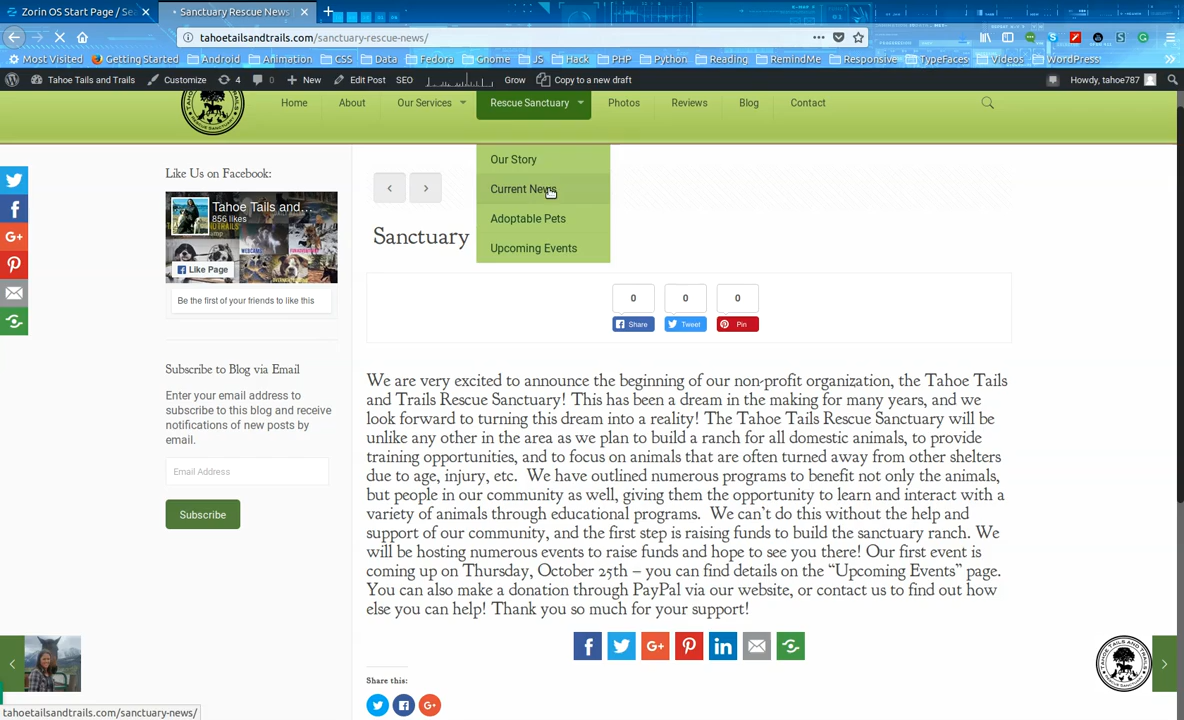 Zorin OS Start Page / Sea
Sanctuary Rescue News
tahoetailsandtrails.com/sanctuary-rescue-news/
Most Visited Getting Started Android Animation CSS Data Fedora Gnome JS Hack PHP Python Reading RemindMe Responsive TypeFaces Videos WordPress
Tahoe Tails and Trails Customize 4 0 New Edit Post SEO Grow Copy to a new draft Howdy, tahoe787
Home About Our Services Rescue Sanctuary Photos Reviews Blog Contact
Our Story
Current News
Adoptable Pets
Upcoming Events
Like Us on Facebook:
Tahoe Tails and...
856 likes
Like Page
Be the first of your friends to like this
Subscribe to Blog via Email
Enter your email address to
subscribe to this blog and receive
notifications of new posts by
email.
Email Address
Subscribe
Sanctuary
0 0 0
Share Tweet Pin
We are very excited to announce the beginning of our non-profit organization, the Tahoe Tails
and Trails Rescue Sanctuary! This has been a dream in the making for many years, and we
look forward to turning this dream into a reality! The Tahoe Tails Rescue Sanctuary will be
unlike any other in the area as we plan to build a ranch for all domestic animals, to provide
training opportunities, and to focus on animals that are often turned away from other shelters
due to age, injury, etc. We have outlined numerous programs to benefit not only the animals,
but people in our community as well, giving them the opportunity to learn and interact with a
variety of animals through educational programs. We can't do this without the help and
support of our community, and the first step is raising funds to build the sanctuary ranch. We
will be hosting numerous events to raise funds and hope to see you there! Our first event is
coming up on Thursday, October 25th – you can find details on the “Upcoming Events” page.
You can also make a donation through PayPal via our website, or contact us to find out how
else you can help! Thank you so much for your support!
Share this:
TAHOE TAILS AND TRAILS
RESCUE SANCTUARY
tahoetailsandtrails.com/sanctuary-news/